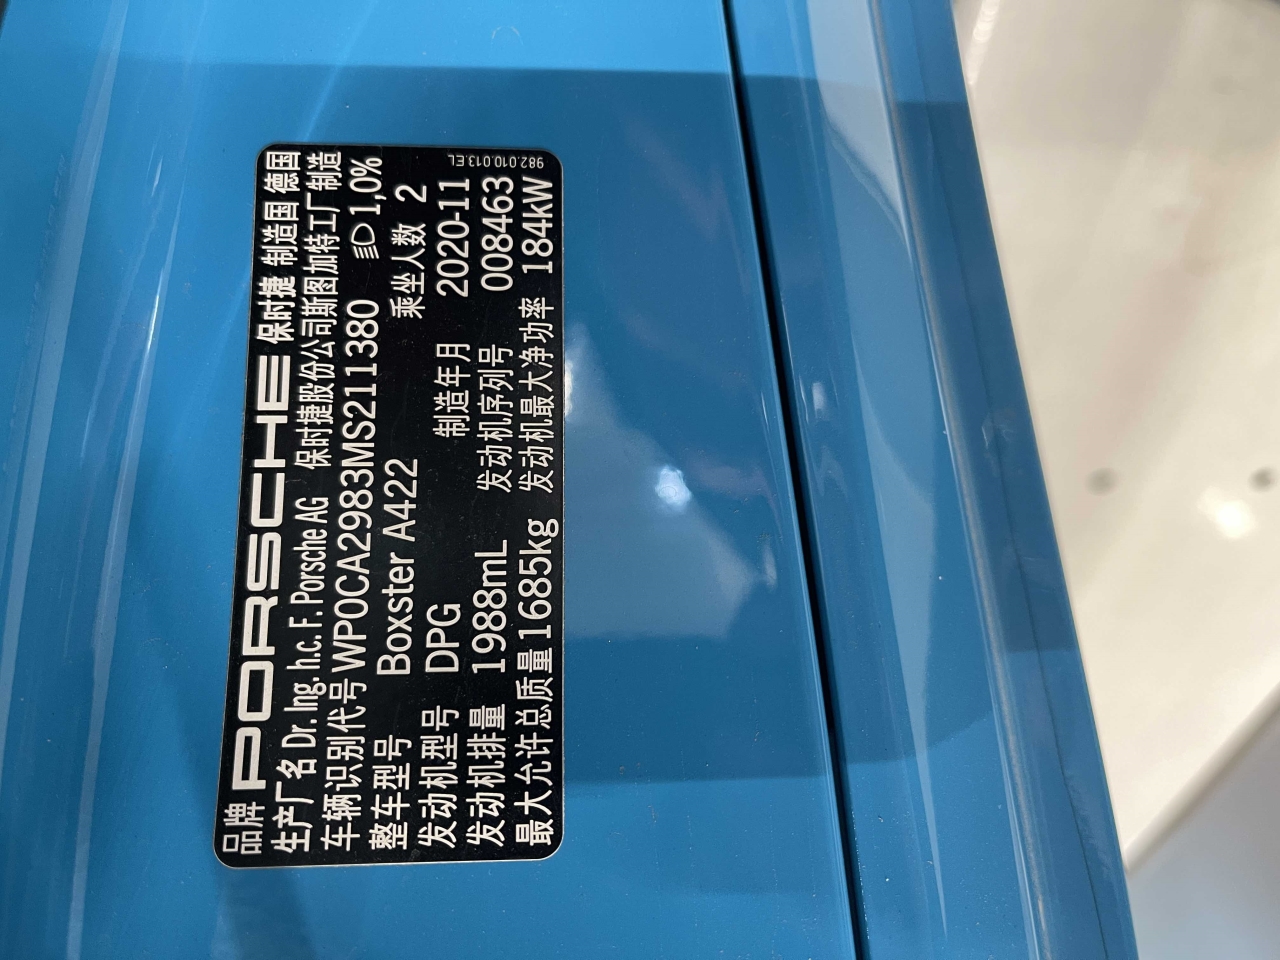 品牌 PORSCHE 保时捷 制造国 德国
生产厂名 Dr. Ing. h.c. F. Porsche AG 保时捷股份公司斯图加特工厂制造
车辆识别代号 WP0CA2983MS211380 1,0%
整车型号 Boxster A422 乘坐人数 2
发动机型号 DPG 制造年月 2020-11
发动机排量 1988mL 发动机序列号 008463
最大允许总质量 1685kg 发动机最大净功率 184kW
982.010.013.EL